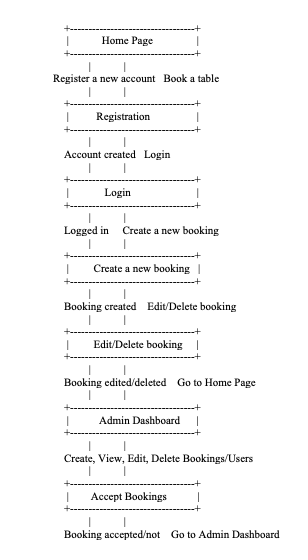 +-------------------------------+
| Home Page |
+-------------------------------+
| |
Register a new account Book a table
| |
+-------------------------------+
| Registration
+-------------------------------+
| |
Account created Login
| |
+-------------------------------+
| Login |
+-------------------------------+
| |
Logged in Create a new booking
| |
+-------------------------------+
| Create a new booking |
+-------------------------------+
| |
Booking created Edit/Delete booking
| |
+-------------------------------+
| Edit/Delete booking |
+-------------------------------+
| |
Booking edited/deleted Go to Home Page
| |
+-------------------------------+
| Admin Dashboard |
+-------------------------------+
| |
Create, View, Edit, Delete Bookings/Users
| |
+-------------------------------+
| Accept Bookings |
+-------------------------------+
| |
Booking accepted/not Go to Admin Dashboard